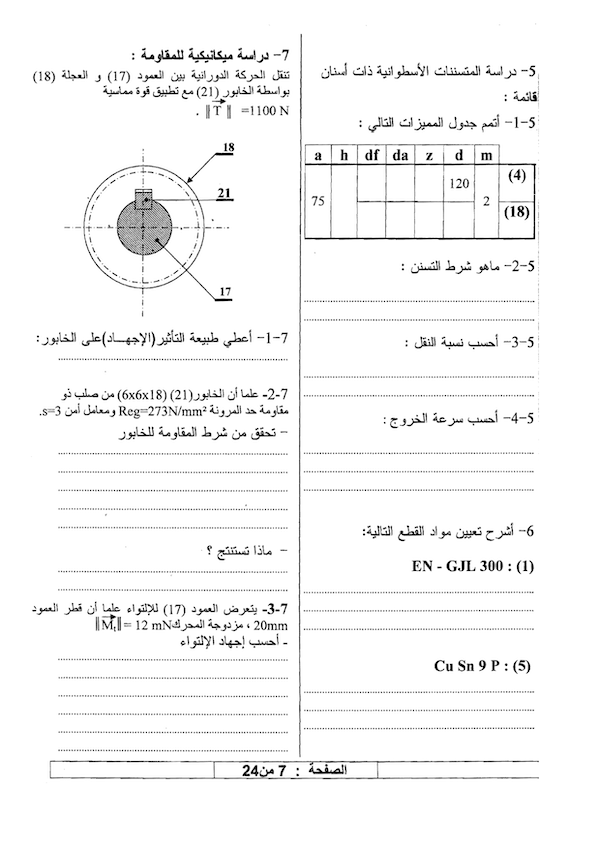 5- دراسة المتسننات الأسطوانية ذات أسنان
قائمة :
5-1- أتمم جدول المميزات التالي :
a h df da z d m
75 120 2 (4)
(18)
5-2- ماهو شرط التسنن :
5-3- أحسب نسبة النقل :
5-4- أحسب سرعة الخروج :
6- أشرح تعيين مواد القطع التالية:
EN - GJL 300 : (1)
Cu Sn 9 P : (5)
7- دراسة ميكانيكية للمقاومة :
تنقل الحركة الدورانية بين العمود (17) و العجلة (18)
بواسطة الخابور (21) مع تطبيق قوة مماسية
. ||T|| =1100 N
18
21
17
7-1- أعطي طبيعة التأثير(الإجهـــاد)على الخابور:
7-2- علما أن الخابور(21) (6x6x18) من صلب ذو
مقاومة حد المرونة Reg=273N/mm² ومعامل أمن s=3.
– تحقق من شرط المقاومة للخابور
– ماذا تستنتج ؟
7-3- يتعرض العمود (17) للإلتواء علما أن قطر العمود
20mm ، مزدوجة المحرك ||Mt||= 12 mN
- أحسب إجهاد الإلتواء
الصفحة : 7 من 24